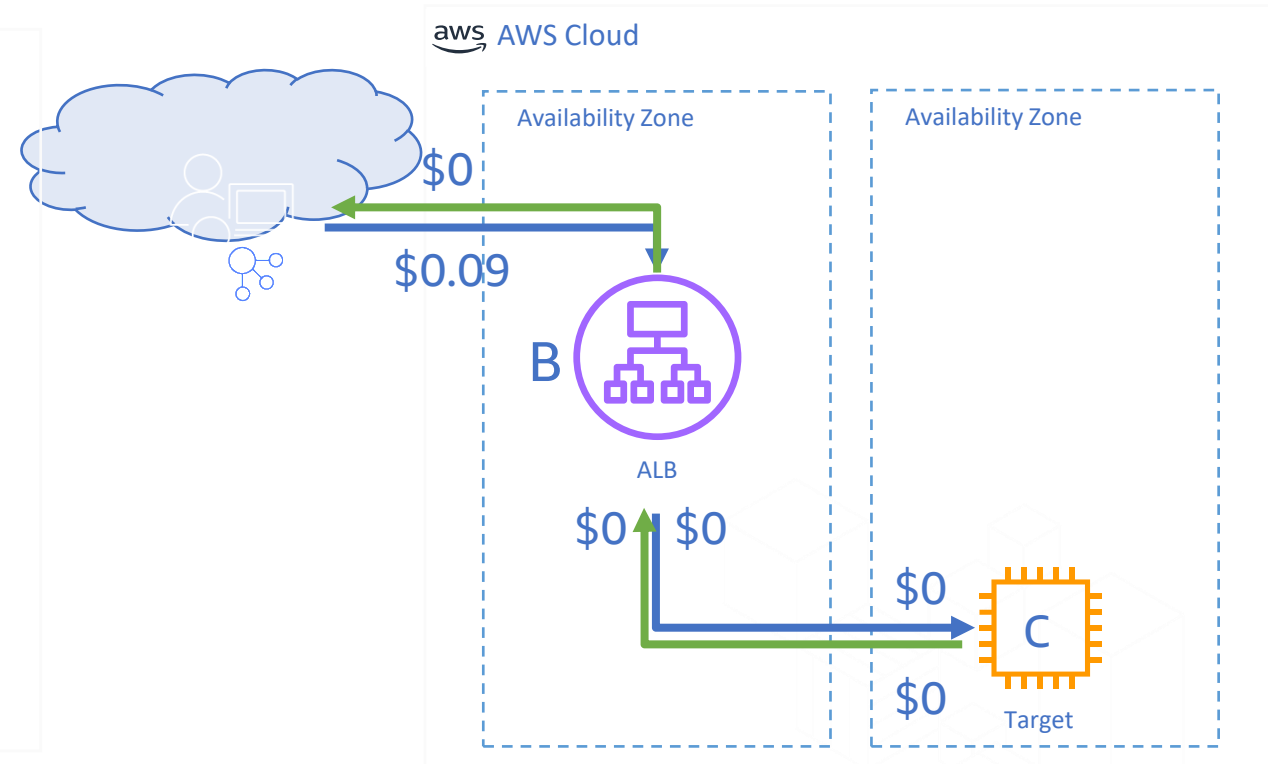 aws AWS Cloud
Availability Zone
Availability Zone
$0
$0.09
B
ALB
$0 $0
$0
C
$0
Target